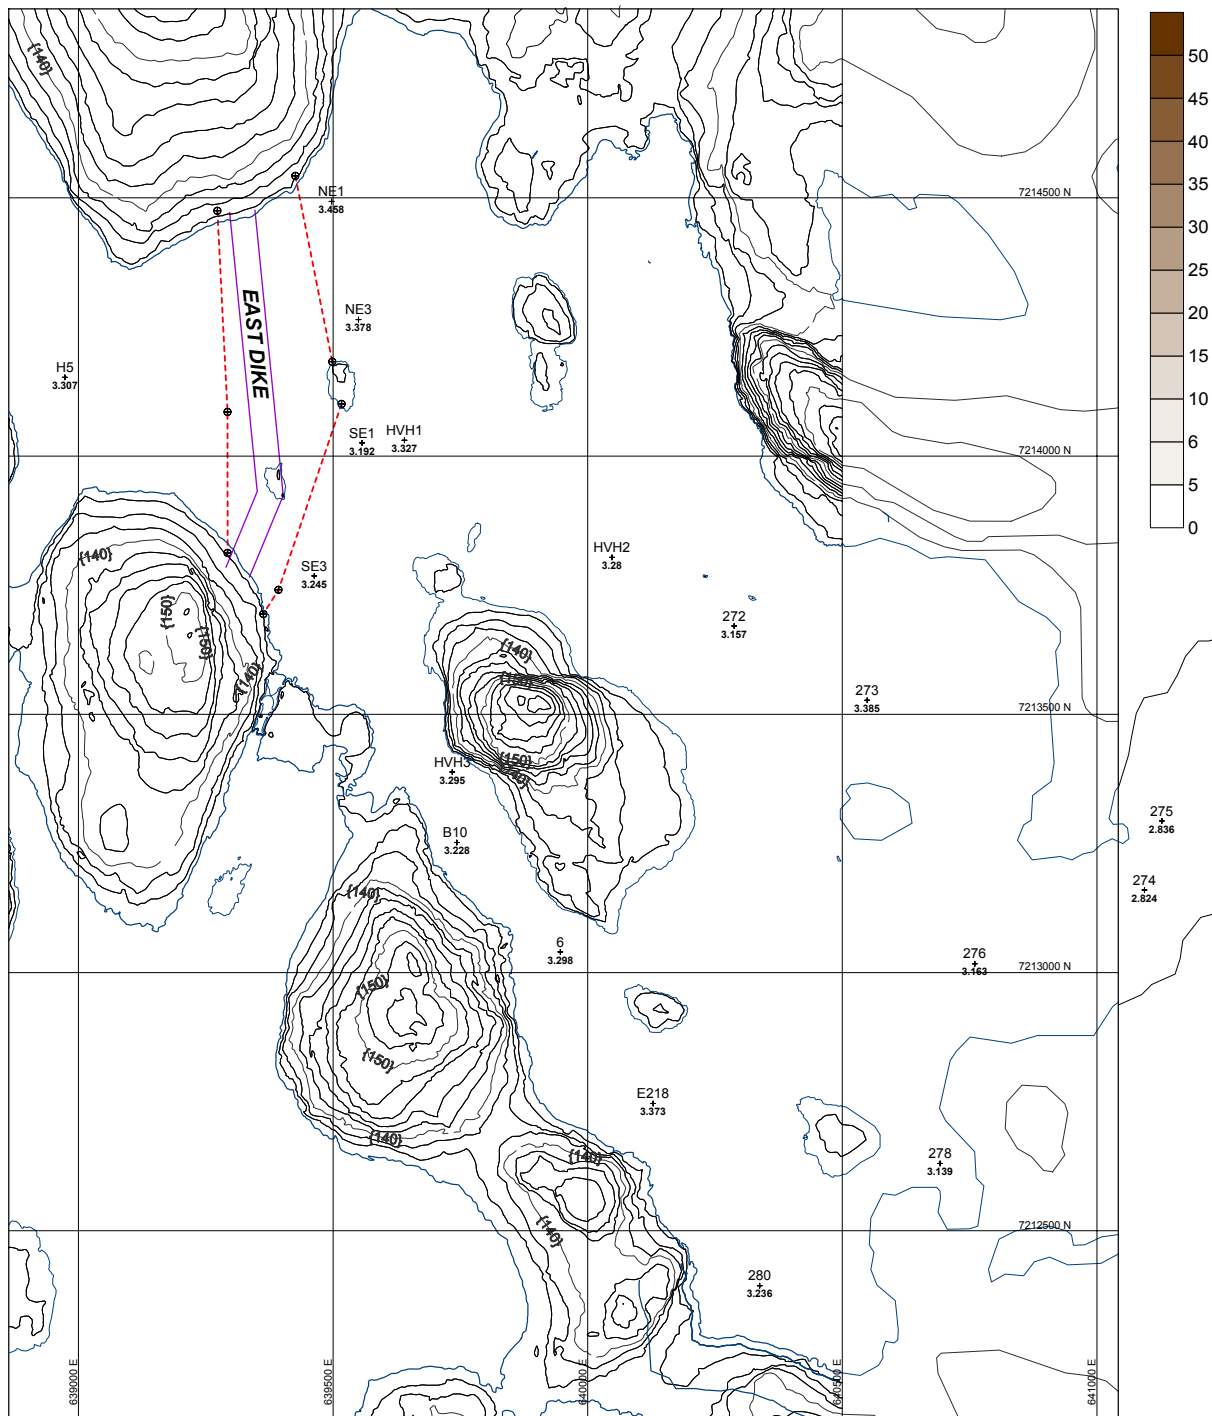 {140}
50
45
40
35
30
25
20
15
10
6
5
0
NE1
3.458
7214500 N
EAST DIKE
NE3
3.378
H5
3.307
SE1
3.192
HVH1
3.327
7214000 N
{140}
HVH2
3.28
SE3
3.245
272
3.157
{150}
{150}
{140}
{140}
{150}
273
3.385
7213500 N
{150}
{140}
HVH3
3.295
275
2.836
B10
3.228
{140}
274
2.824
6
3.298
276
3.163
7213000 N
{150}
{150}
E218
3.373
{140}
{140}
278
3.139
{140}
7212500 N
280
3.236
639000 E
639500 E
640000 E
640500 E
641000 E